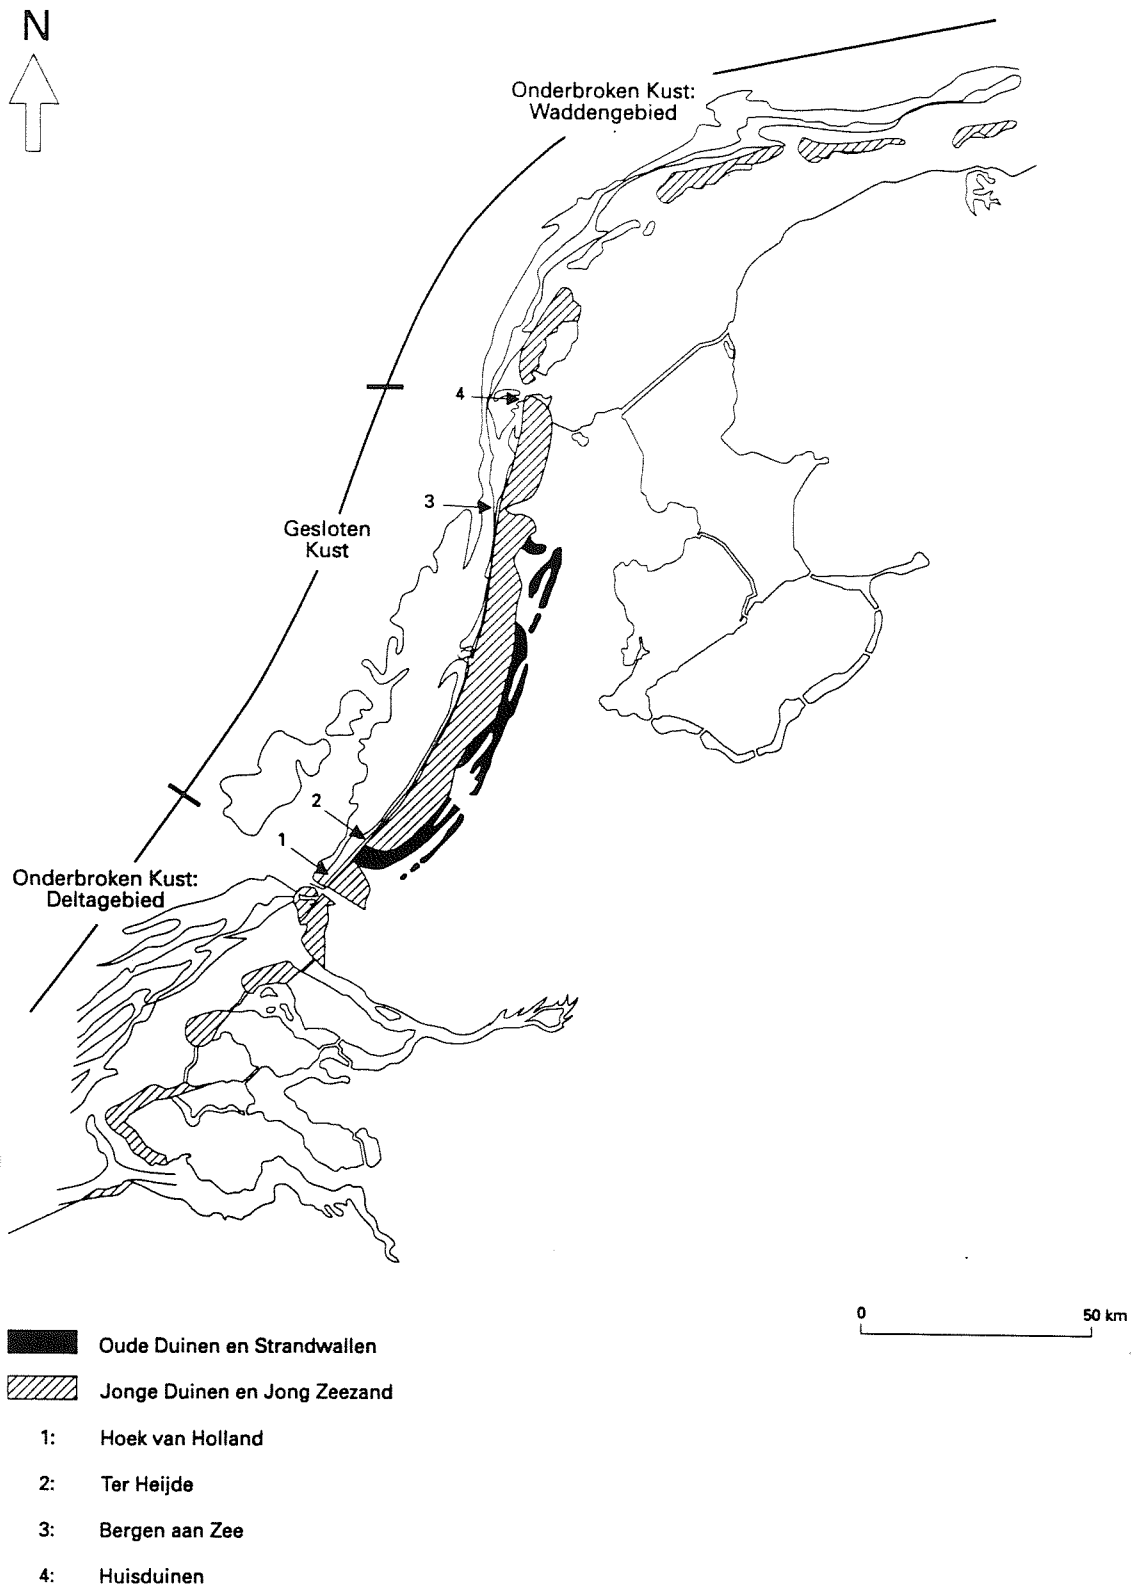 N
Onderbroken Kust:
Waddengebied
4
3
Gesloten
Kust
2
1
Onderbroken Kust:
Deltagebied
0 50 km
Oude Duinen en Strandwallen
Jonge Duinen en Jong Zeezand
1: Hoek van Holland
2: Ter Heijde
3: Bergen aan Zee
4: Huisduinen